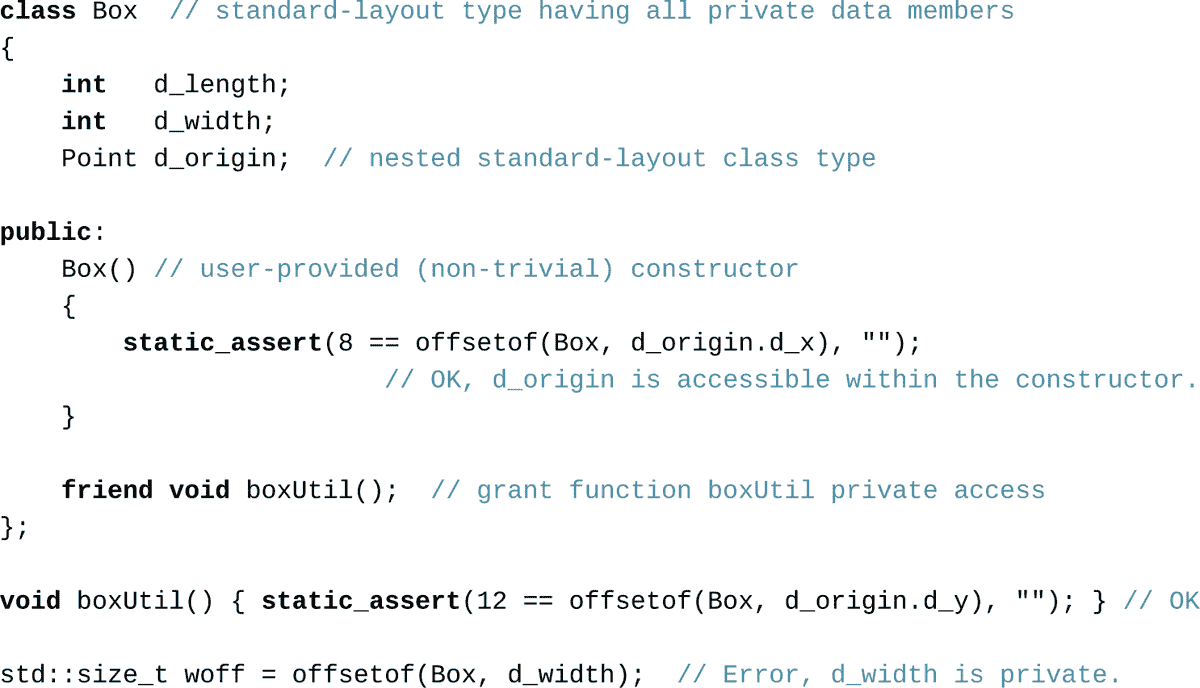 class Box  // standard-layout type having all private data members
{
    int   d_length;
    int   d_width;
    Point d_origin;  // nested standard-layout class type

public:
    Box() // user-provided (non-trivial) constructor
    {
        static_assert(8 == offsetof(Box, d_origin.d_x), "");
                         // OK, d_origin is accessible within the constructor.
    }

    friend void boxUtil();  // grant function boxUtil private access
};

void boxUtil() { static_assert(12 == offsetof(Box, d_origin.d_y), ""); } // OK

std::size_t woff = offsetof(Box, d_width);  // Error, d_width is private.